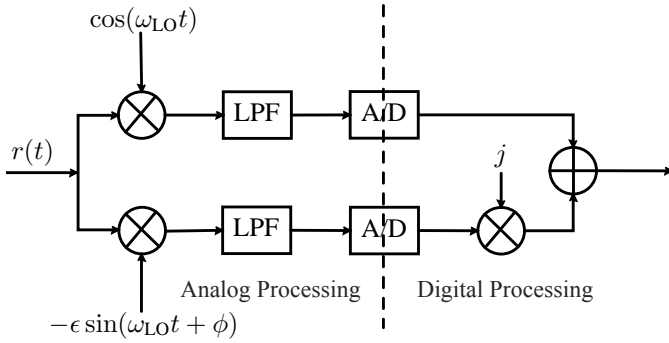 cos(ω_LO t)
LPF
A/D
r(t)
j
LPF
A/D
Analog Processing
Digital Processing
−ϵ sin(ω_LO t + ϕ)